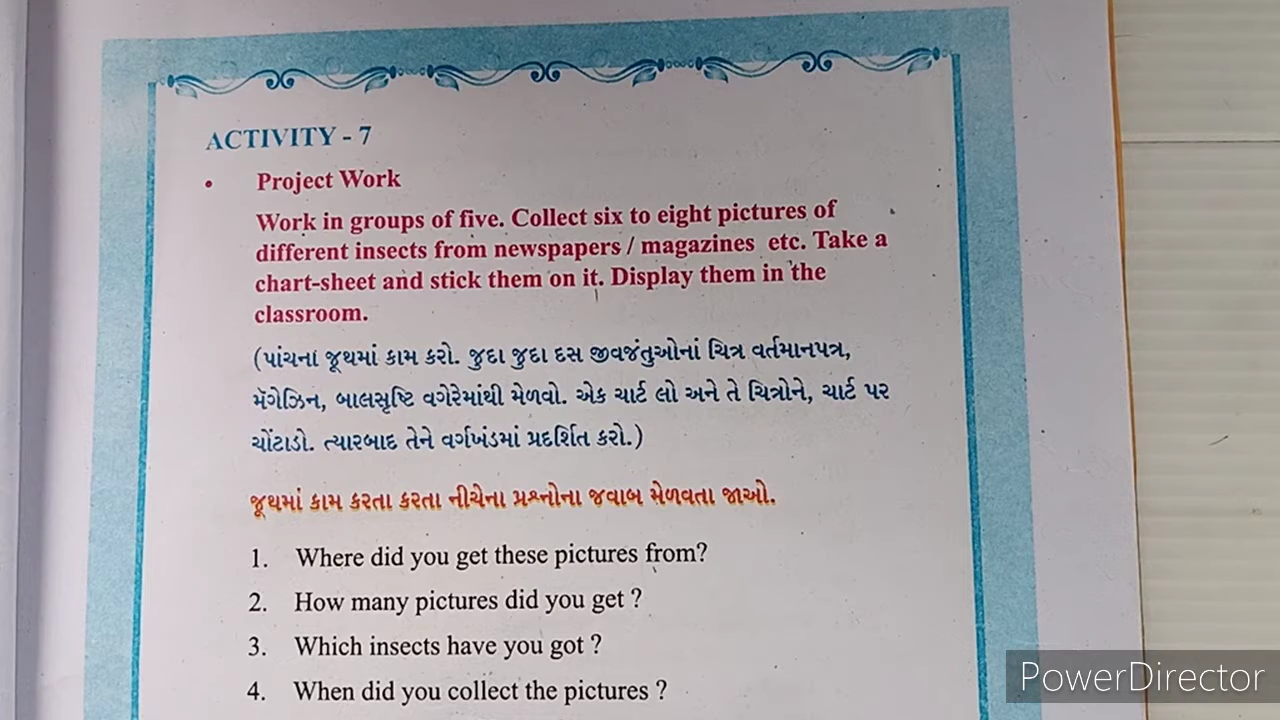 ACTIVITY - 7
• Project Work
Work in groups of five. Collect six to eight pictures of
different insects from newspapers / magazines etc. Take a
chart-sheet and stick them on it. Display them in the
classroom.
(પાંચના જૂથમાં કામ કરો. જુદા જુદા દસ જીવજંતુઓનાં ચિત્ર વર્તમાનપત્ર,
મૅગેઝિન, બાલસૃષ્ટિ વગેરેમાંથી મેળવો. એક ચાર્ટ લો અને તે ચિત્રોને, ચાર્ટ પર
ચોંટાડો. ત્યારબાદ તેને વર્ગખંડમાં પ્રદર્શિત કરો.)
જૂથમાં કામ કરતા કરતા નીચેના પ્રશ્નોના જવાબ મેળવતા જાઓ.
1. Where did you get these pictures from?
2. How many pictures did you get ?
3. Which insects have you got ?
4. When did you collect the pictures ?
PowerDirector